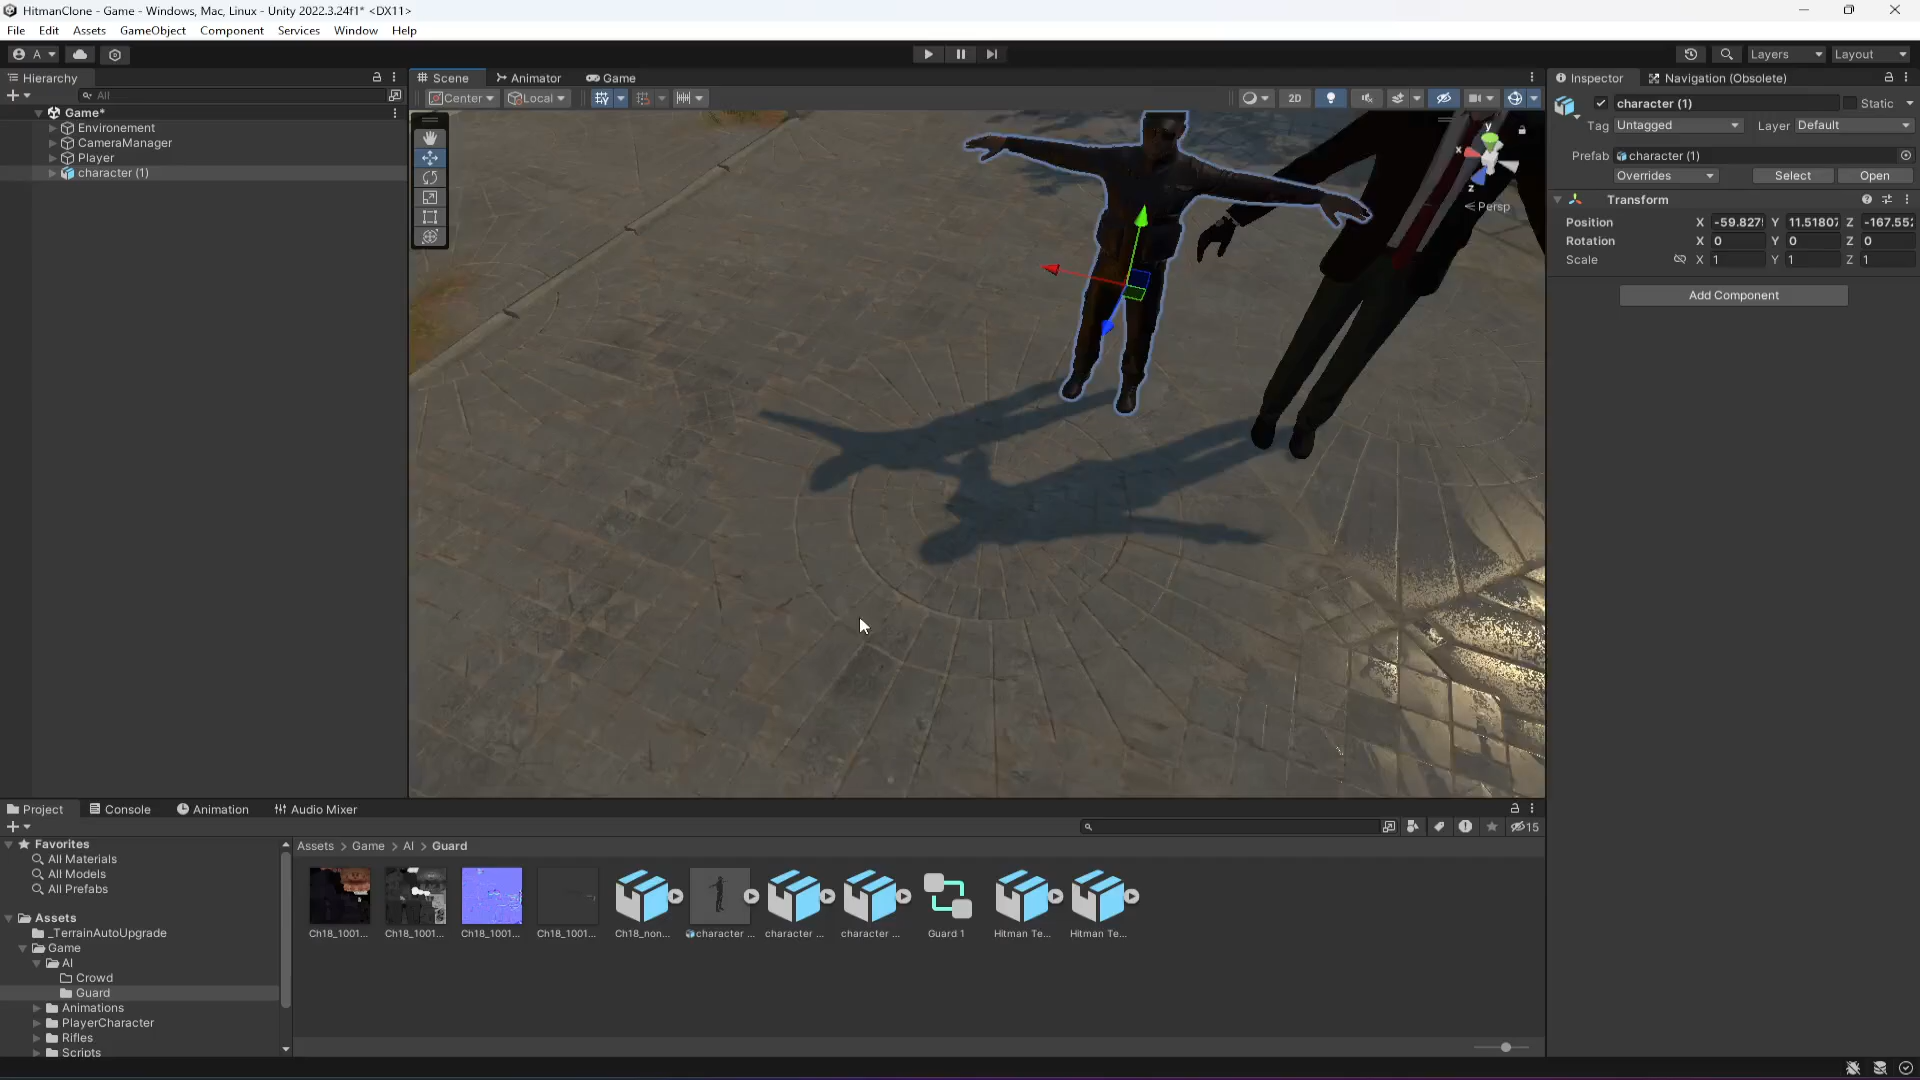 HitmanClone - Game - Windows, Mac, Linux - Unity 2022.3.24f1* <DX11>
File Edit Assets GameObject Component Services Window Help
A
Layers Layout
Hierarchy
All
Game*
Environement
CameraManager
Player
character (1)
Scene Animator Game
Center Local 2D
y
x
z
Persp
Inspector Navigation (Obsolete)
character (1) Static
Tag Untagged Layer Default
Prefab character (1)
Overrides Select Open
Transform
Position X -59.827 Y 11.51807 Z -167.55
Rotation X 0 Y 0 Z 0
Scale X 1 Y 1 Z 1
Add Component
Project Console Animation Audio Mixer
15
Favorites
All Materials
All Models
All Prefabs
Assets
_TerrainAutoUpgrade
Game
AI
Crowd
Guard
Animations
PlayerCharacter
Rifles
Scripts
Assets > Game > AI > Guard
Ch18_1001... Ch18_1001... Ch18_1001... Ch18_1001... Ch18_non... character ... character ... character ... Guard 1 Hitman Te... Hitman Te...